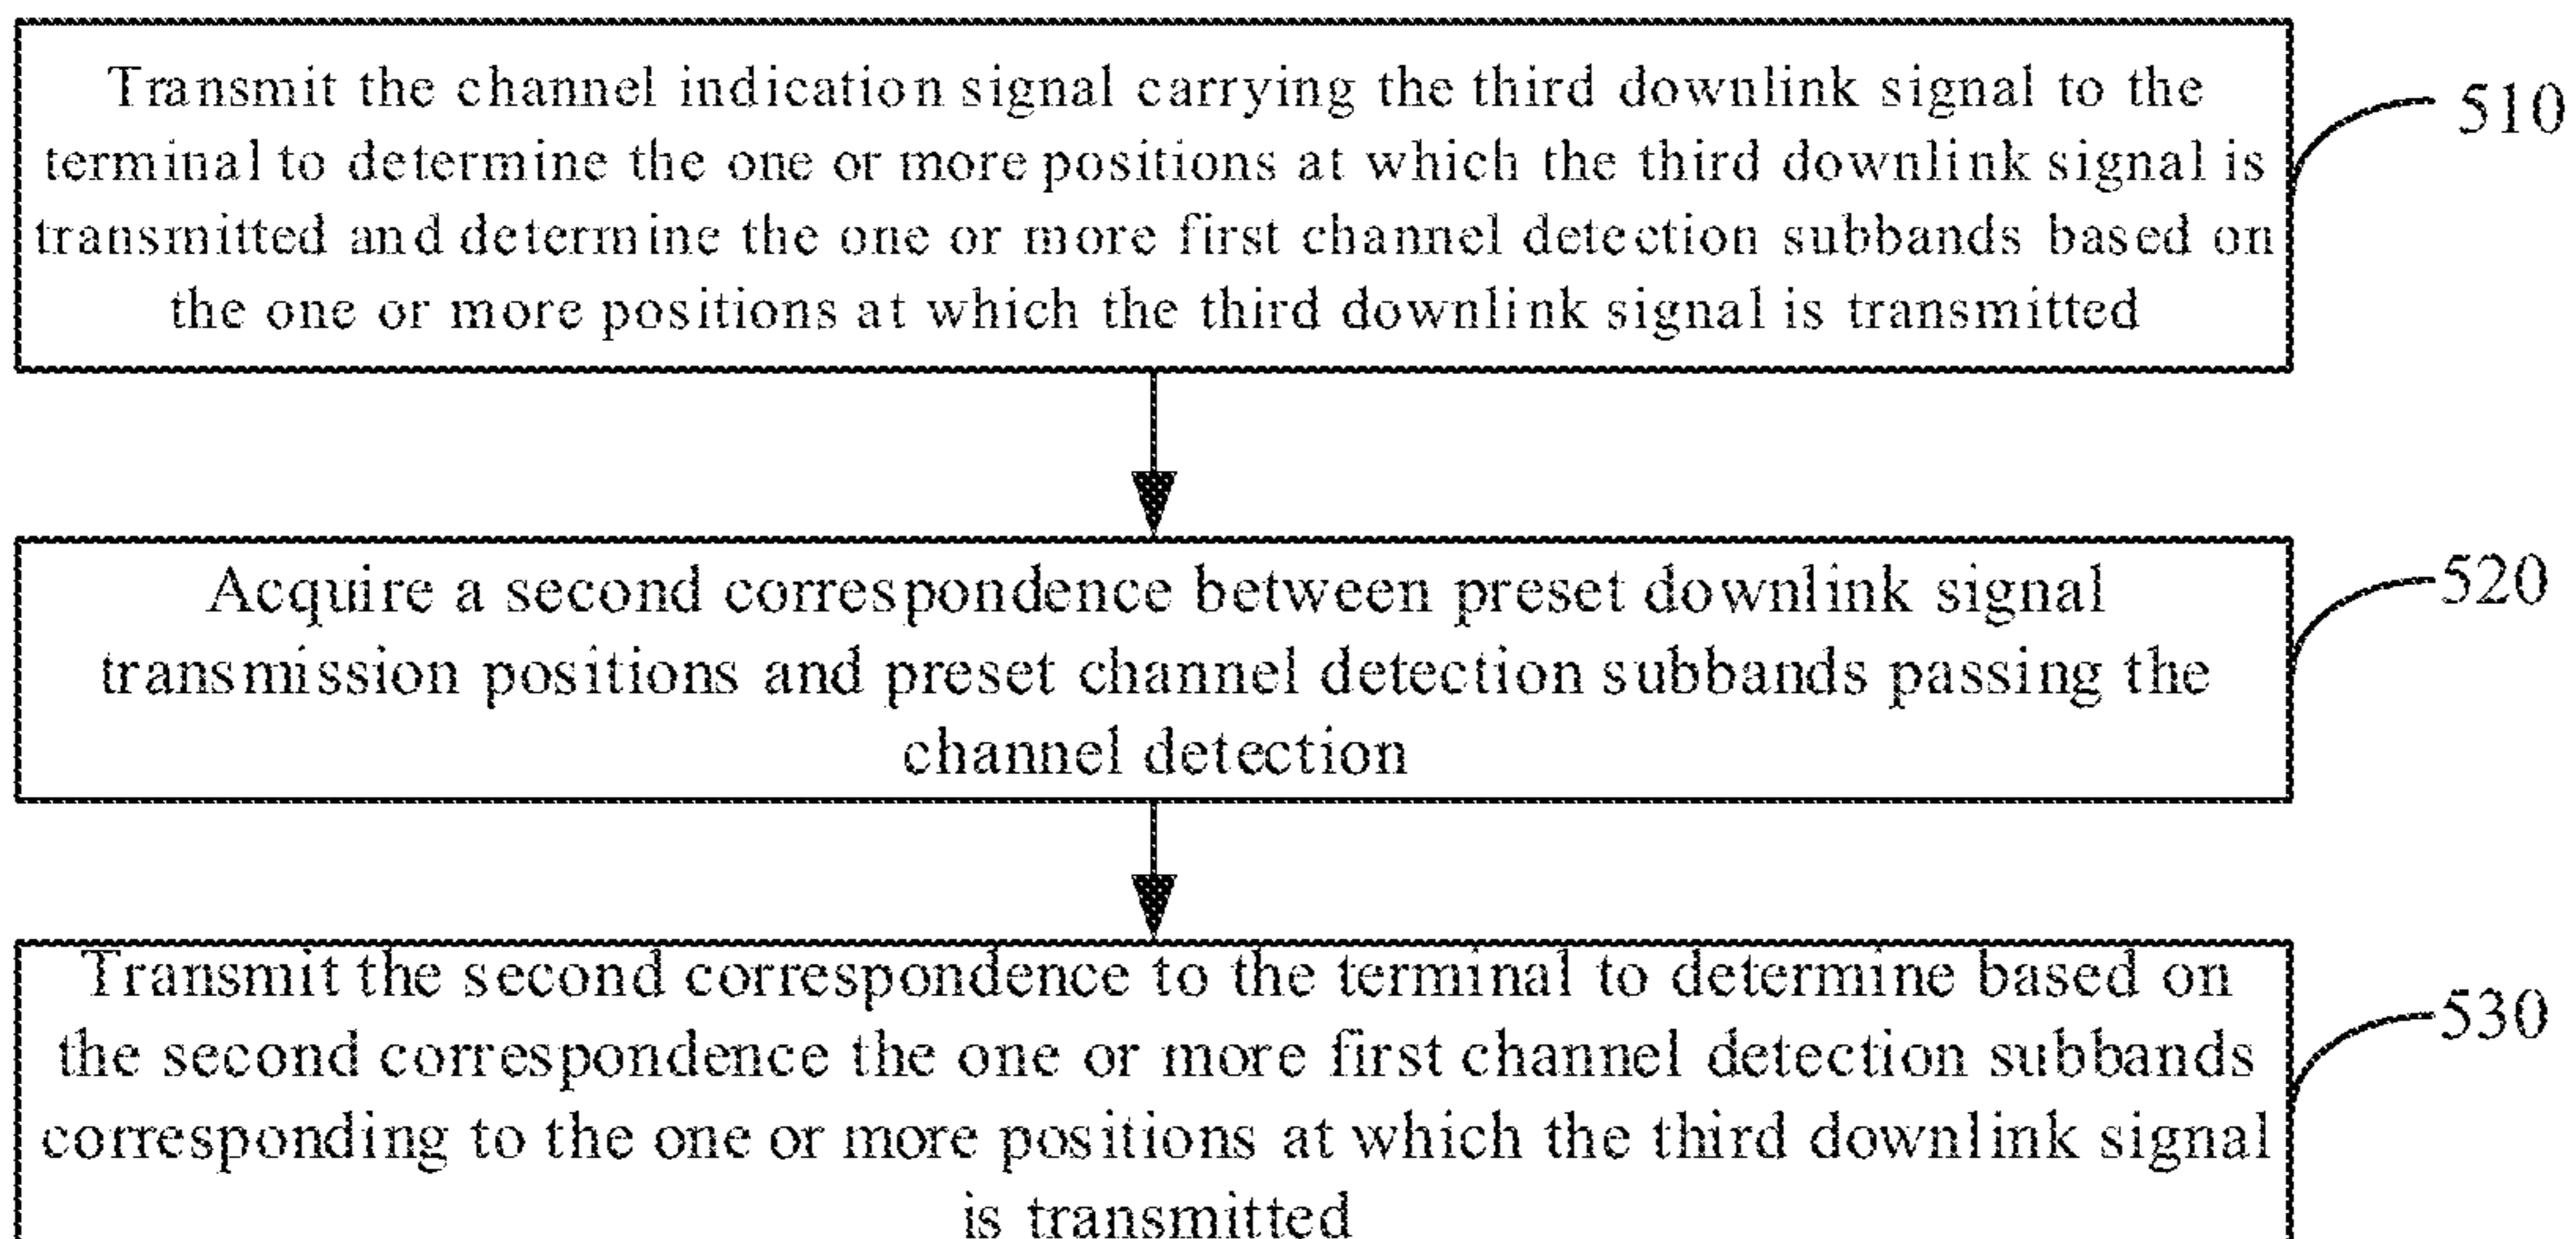 Transmit the channel indication signal carrying the third downlink signal to the
terminal to determine the one or more positions at which the third downlink signal is
transmitted and determine the one or more first channel detection subbands based on
the one or more positions at which the third downlink signal is transmitted
510
Acquire a second correspondence between preset downlink signal
transmission positions and preset channel detection subbands passing the
channel detection
520
Transmit the second correspondence to the terminal to determine based on
the second correspondence the one or more first channel detection subbands
corresponding to the one or more positions at which the third downlink signal
is transmitted
530